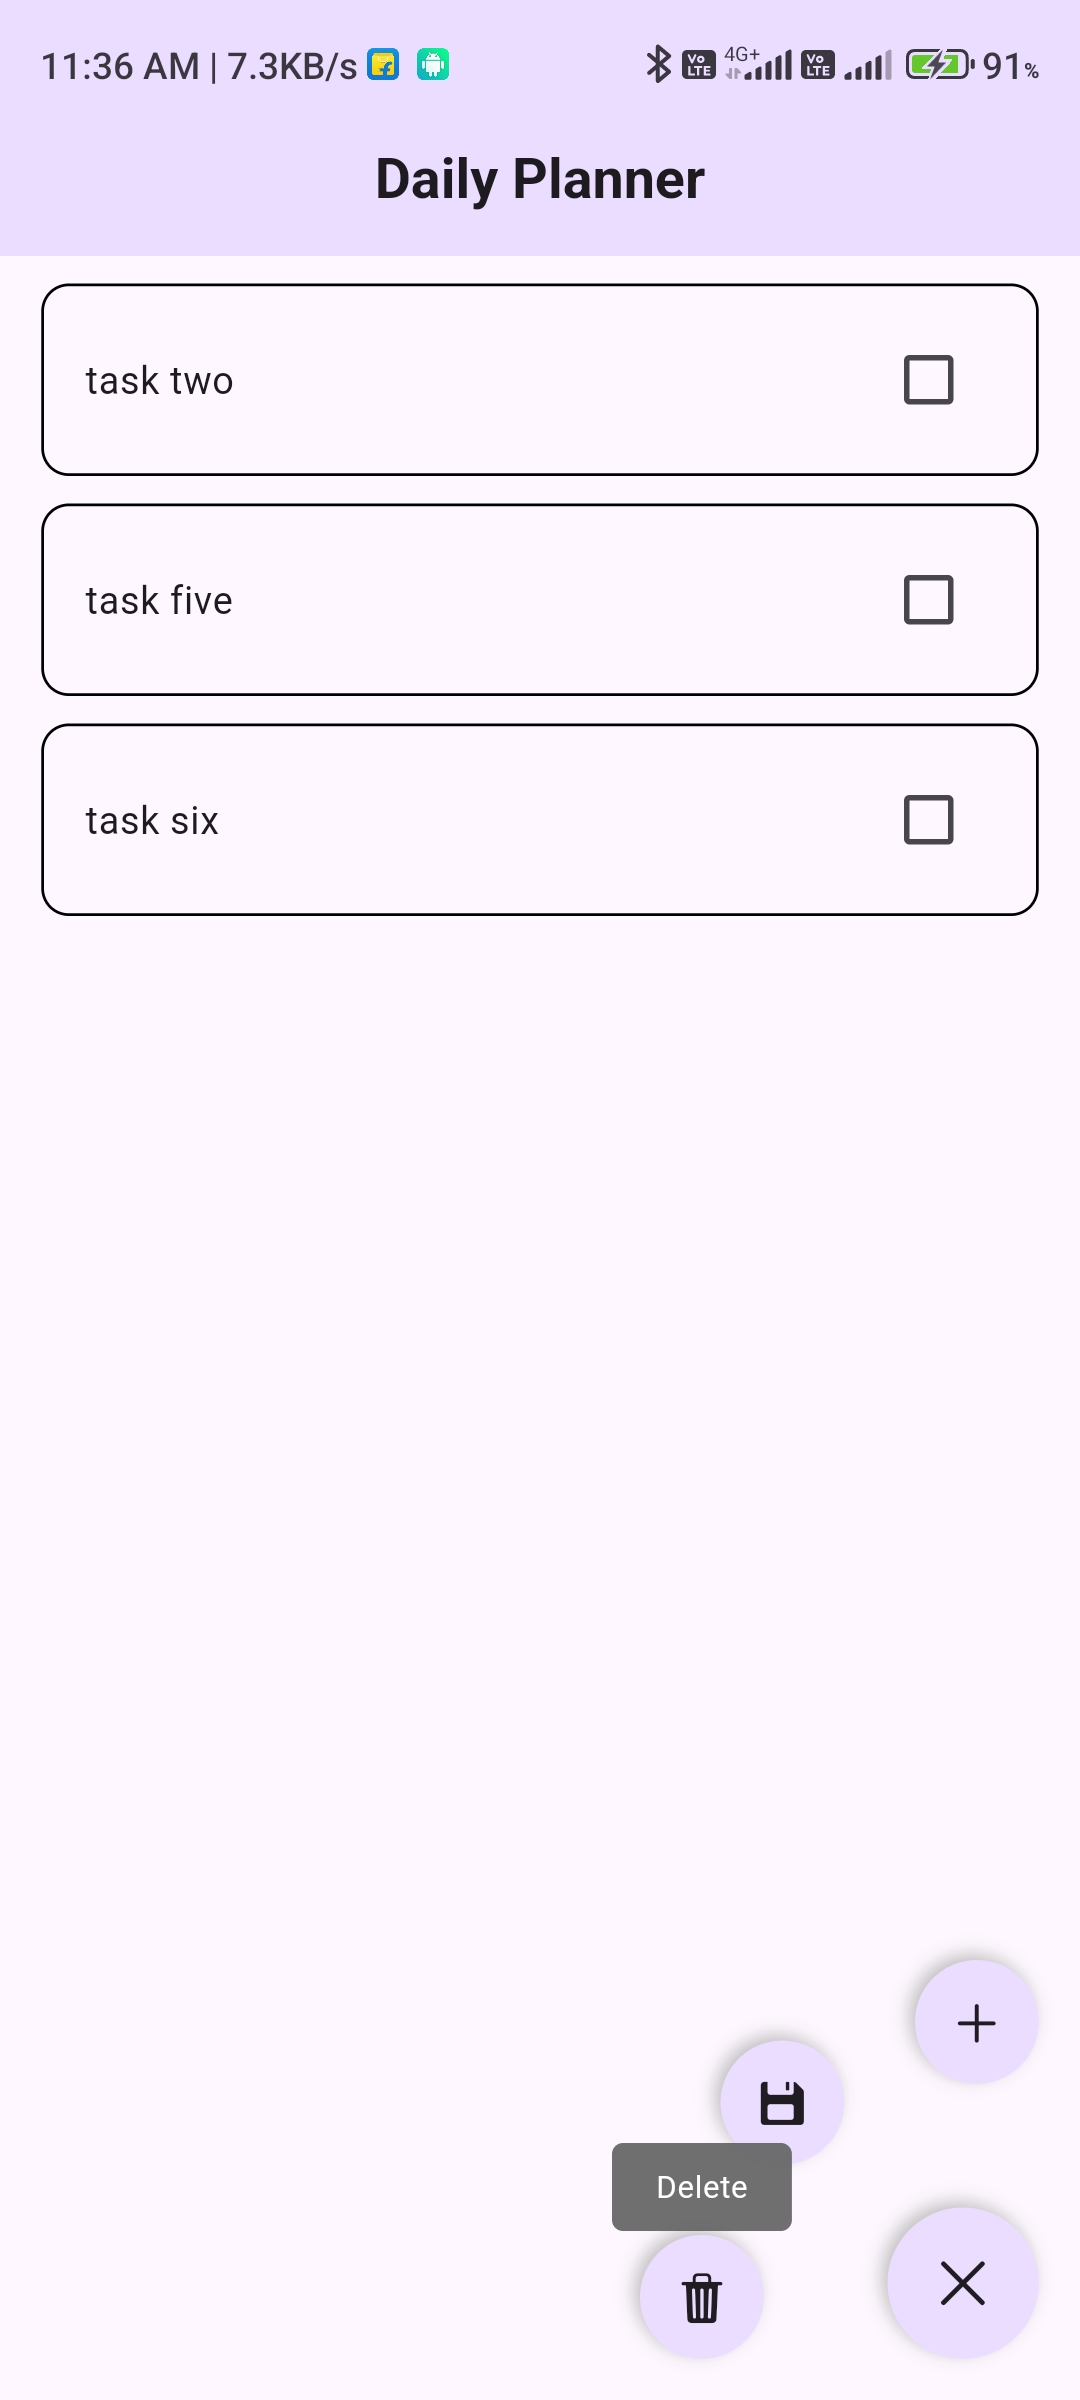 11:36 AM | 7.3KB/s Vo LTE 4G+ Vo LTE 91%
Daily Planner
task two
task five
task six
Delete